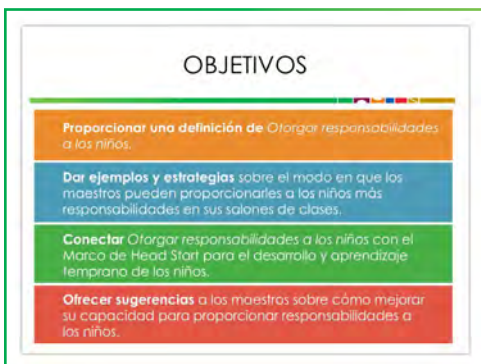 OBJETIVOS
Proporcionar una definición de Otorgar responsabilidades
a los niños.
Dar ejemplos y estrategias sobre el modo en que los
maestros pueden proporcionarles a los niños más
responsabilidades en sus salones de clases.
Conectar Otorgar responsabilidades a los niños con el
Marco de Head Start para el desarrollo y aprendizaje
temprano de los niños.
Ofrecer sugerencias a los maestros sobre cómo mejorar
su capacidad para proporcionar responsabilidades a
los niños.